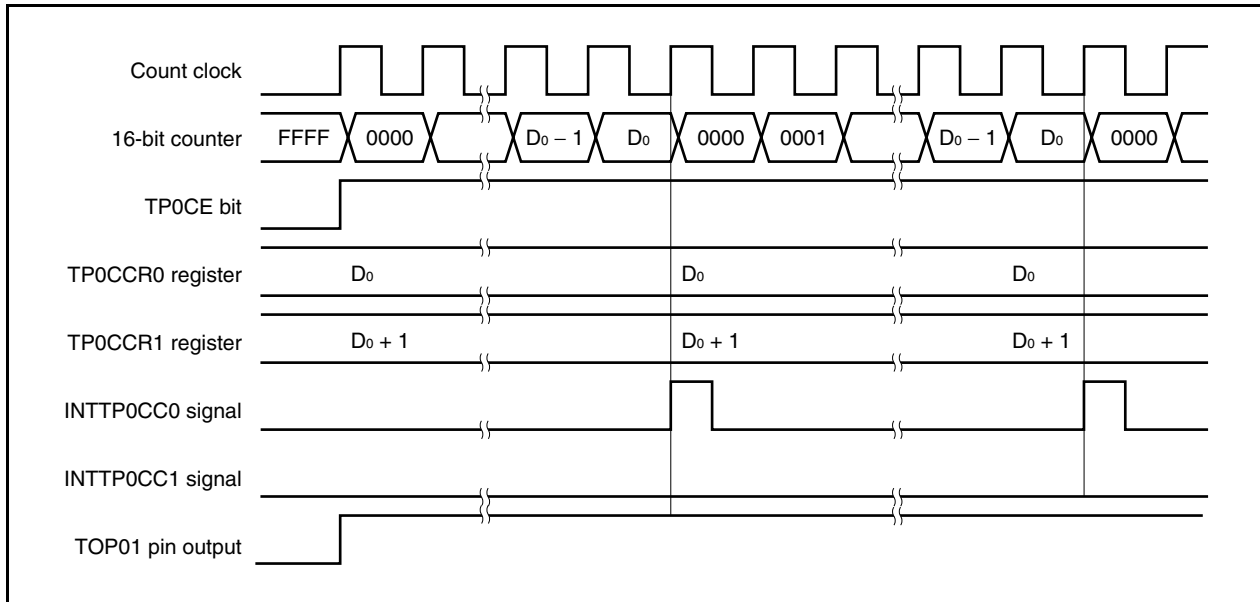 Count clock
16-bit counter FFFF 0000 D0 − 1 D0 0000 0001 D0 − 1 D0 0000
TP0CE bit
TP0CCR0 register D0 D0 D0
TP0CCR1 register D0 + 1 D0 + 1 D0 + 1
INTTP0CC0 signal
INTTP0CC1 signal
TOP01 pin output